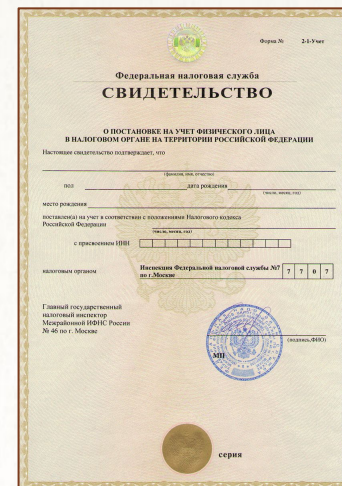 Форма № 2-1-Учет
Федеральная налоговая служба
СВИДЕТЕЛЬСТВО
О ПОСТАНОВКЕ НА УЧЕТ ФИЗИЧЕСКОГО ЛИЦА
В НАЛОГОВОМ ОРГАНЕ НА ТЕРРИТОРИИ РОССИЙСКОЙ ФЕДЕРАЦИИ
Настоящее свидетельство подтверждает, что
(фамилия, имя, отчество)
пол дата рождения
(число, месяц, год)
место рождения
поставлен(а) на учет в соответствии с положениями Налогового кодекса
Российской Федерации
(число, месяц, год)
с присвоением ИНН
налоговым органом Инспекция Федеральной налоговой службы №7 7 7 0 7
по г.Москве
Главный государственный
налоговый инспектор
Межрайонной ИФНС России
№ 46 по г. Москве
(подпись,ФИО)
МП
серия